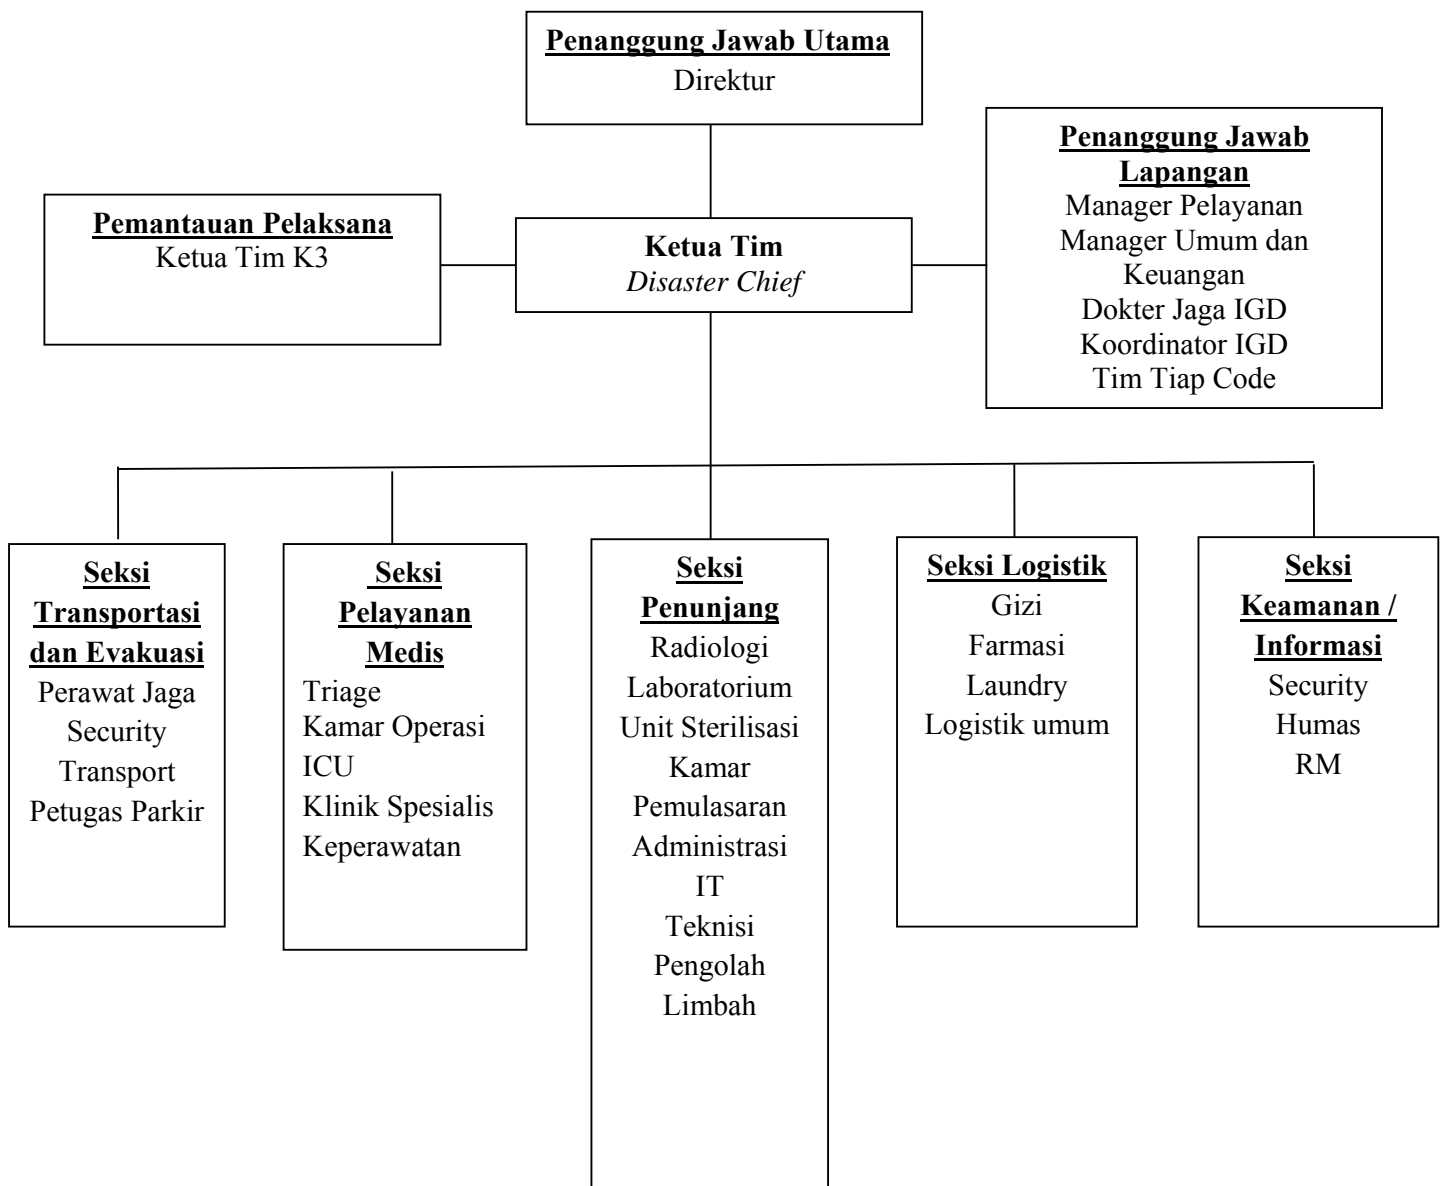 Penanggung Jawab Utama
Direktur
Penanggung Jawab
Lapangan
Manager Pelayanan
Manager Umum dan
Keuangan
Dokter Jaga IGD
Koordinator IGD
Tim Tiap Code
Pemantauan Pelaksana
Ketua Tim K3
Ketua Tim
Disaster Chief
Seksi
Transportasi
dan Evakuasi
Perawat Jaga
Security
Transport
Petugas Parkir
Seksi
Pelayanan
Medis
Triage
Kamar Operasi
ICU
Klinik Spesialis
Keperawatan
Seksi
Penunjang
Radiologi
Laboratorium
Unit Sterilisasi
Kamar
Pemulasaran
Administrasi
IT
Teknisi
Pengolah
Limbah
Seksi Logistik
Gizi
Farmasi
Laundry
Logistik umum
Seksi
Keamanan /
Informasi
Security
Humas
RM